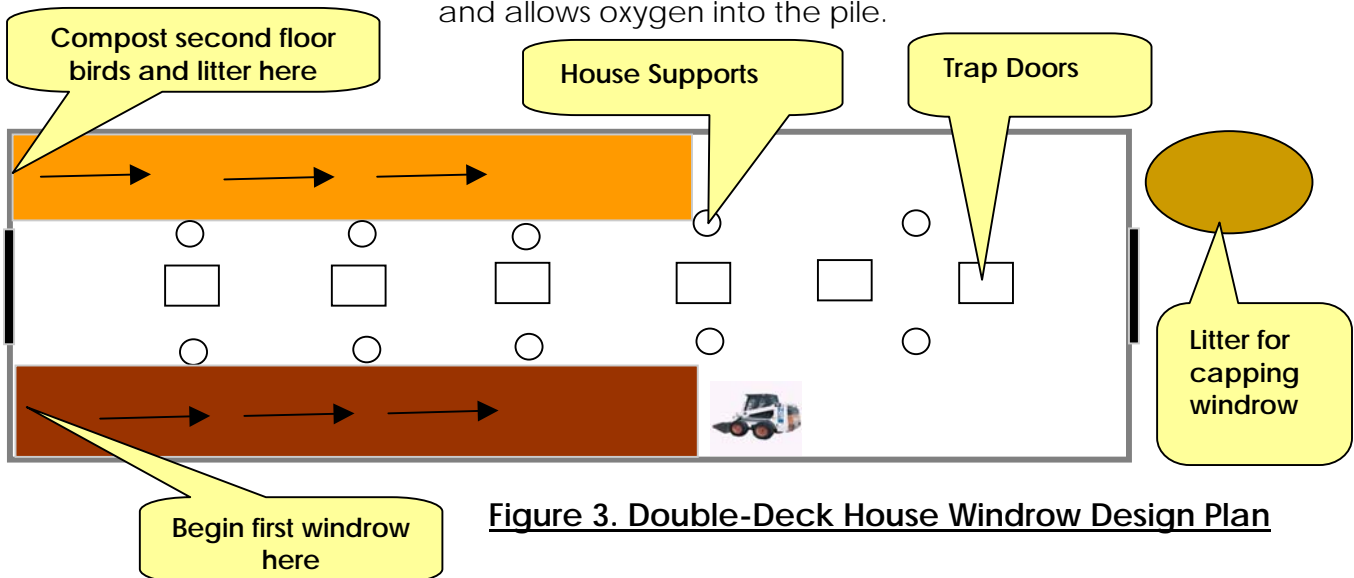 and allows oxygen into the pile.
Compost second floor
birds and litter here
House Supports
Trap Doors
Litter for
capping
windrow
Begin first windrow
here
Figure 3. Double-Deck House Windrow Design Plan